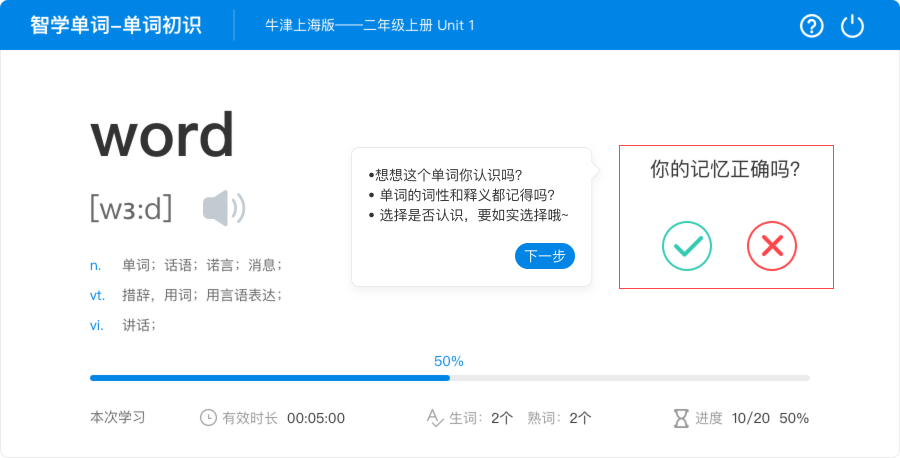 智学单词-单词初识
牛津上海版——二年级上册 Unit 1
word
[wɜ:d]
n. 单词；话语；诺言；消息；
vt. 措辞，用词；用言语表达；
vi. 讲话；
•想想这个单词你认识吗?
• 单词的词性和释义都记得吗?
• 选择是否认识，要如实选择哦~
下一步
你的记忆正确吗?
50%
本次学习 有效时长 00:05:00 生词：2个 熟词：2个 进度 10/20 50%